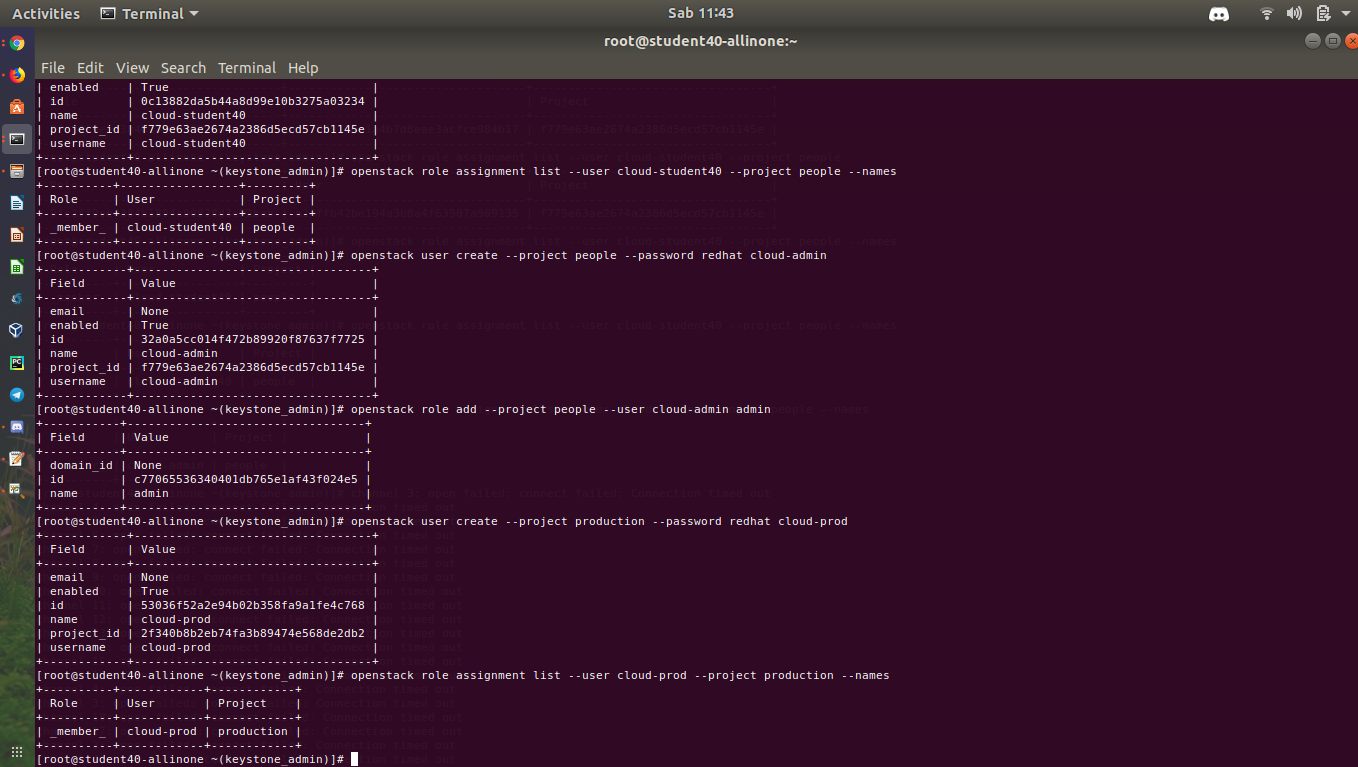 Activities Terminal Sab 11:43
root@student40-allinone:~
File Edit View Search Terminal Help
| enabled    | True                             |
| id         | 0c13882da5b44a8d99e10b3275a03234 |
| name       | cloud-student40                  |
| project_id | f779e63ae2674a2386d5ecd57cb1145e |
| username   | cloud-student40                  |
+------------+----------------------------------+
[root@student40-allinone ~(keystone_admin)]# openstack role assignment list --user cloud-student40 --project people --names
+----------+-----------------+---------+
| Role     | User            | Project |
+----------+-----------------+---------+
| _member_ | cloud-student40 | people  |
+----------+-----------------+---------+
[root@student40-allinone ~(keystone_admin)]# openstack user create --project people --password redhat cloud-admin
+------------+----------------------------------+
| Field      | Value                            |
+------------+----------------------------------+
| email      | None                             |
| enabled    | True                             |
| id         | 32a0a5cc014f472b89920f87637f7725 |
| name       | cloud-admin                      |
| project_id | f779e63ae2674a2386d5ecd57cb1145e |
| username   | cloud-admin                      |
+------------+----------------------------------+
[root@student40-allinone ~(keystone_admin)]# openstack role add --project people --user cloud-admin admin
+-----------+----------------------------------+
| Field     | Value                            |
+-----------+----------------------------------+
| domain_id | None                             |
| id        | c77065536340401db765e1af43f024e5 |
| name      | admin                            |
+-----------+----------------------------------+
[root@student40-allinone ~(keystone_admin)]# openstack user create --project production --password redhat cloud-prod
+------------+----------------------------------+
| Field      | Value                            |
+------------+----------------------------------+
| email      | None                             |
| enabled    | True                             |
| id         | 53036f52a2e94b02b358fa9a1fe4c768 |
| name       | cloud-prod                       |
| project_id | 2f340b8b2eb74fa3b89474e568de2db2 |
| username   | cloud-prod                       |
+------------+----------------------------------+
[root@student40-allinone ~(keystone_admin)]# openstack role assignment list --user cloud-prod --project production --names
+----------+------------+------------+
| Role     | User       | Project    |
+----------+------------+------------+
| _member_ | cloud-prod | production |
+----------+------------+------------+
[root@student40-allinone ~(keystone_admin)]#